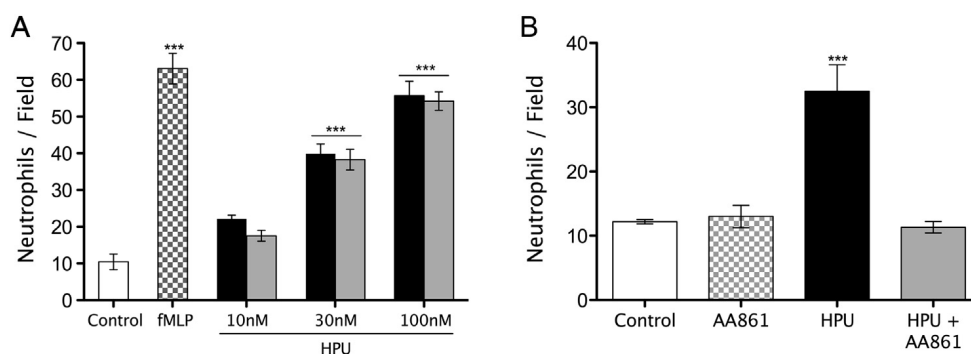 A
Neutrophils / Field
70
60
50
40
30
20
10
0
***
***
***
Control fMLP 10nM 30nM 100nM
HPU
B
Neutrophils / Field
40
30
20
10
0
***
Control AA861 HPU HPU +
AA861